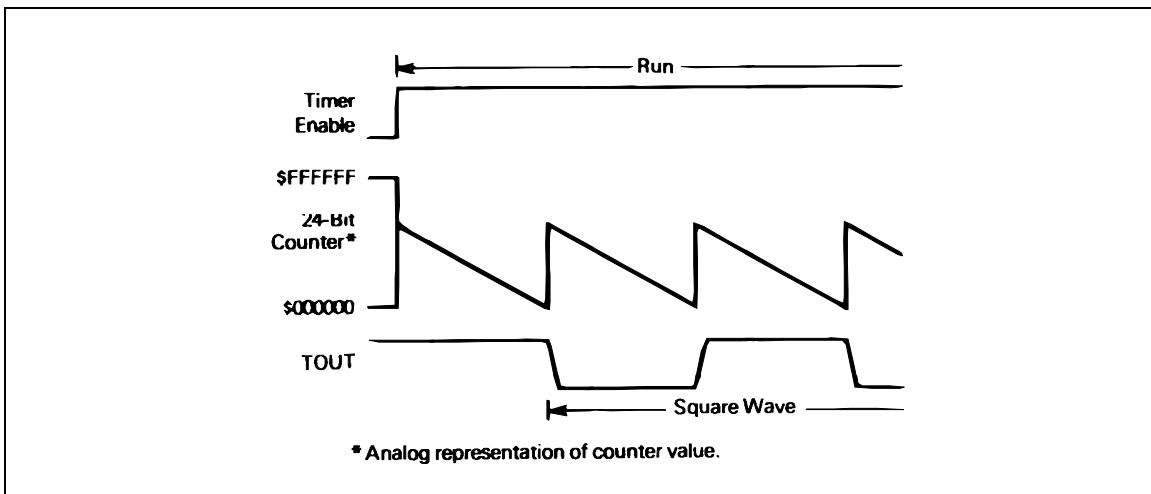 Run
Timer
Enable
$FFFFFF
24-Bit
Counter*
$000000
TOUT
Square Wave
* Analog representation of counter value.